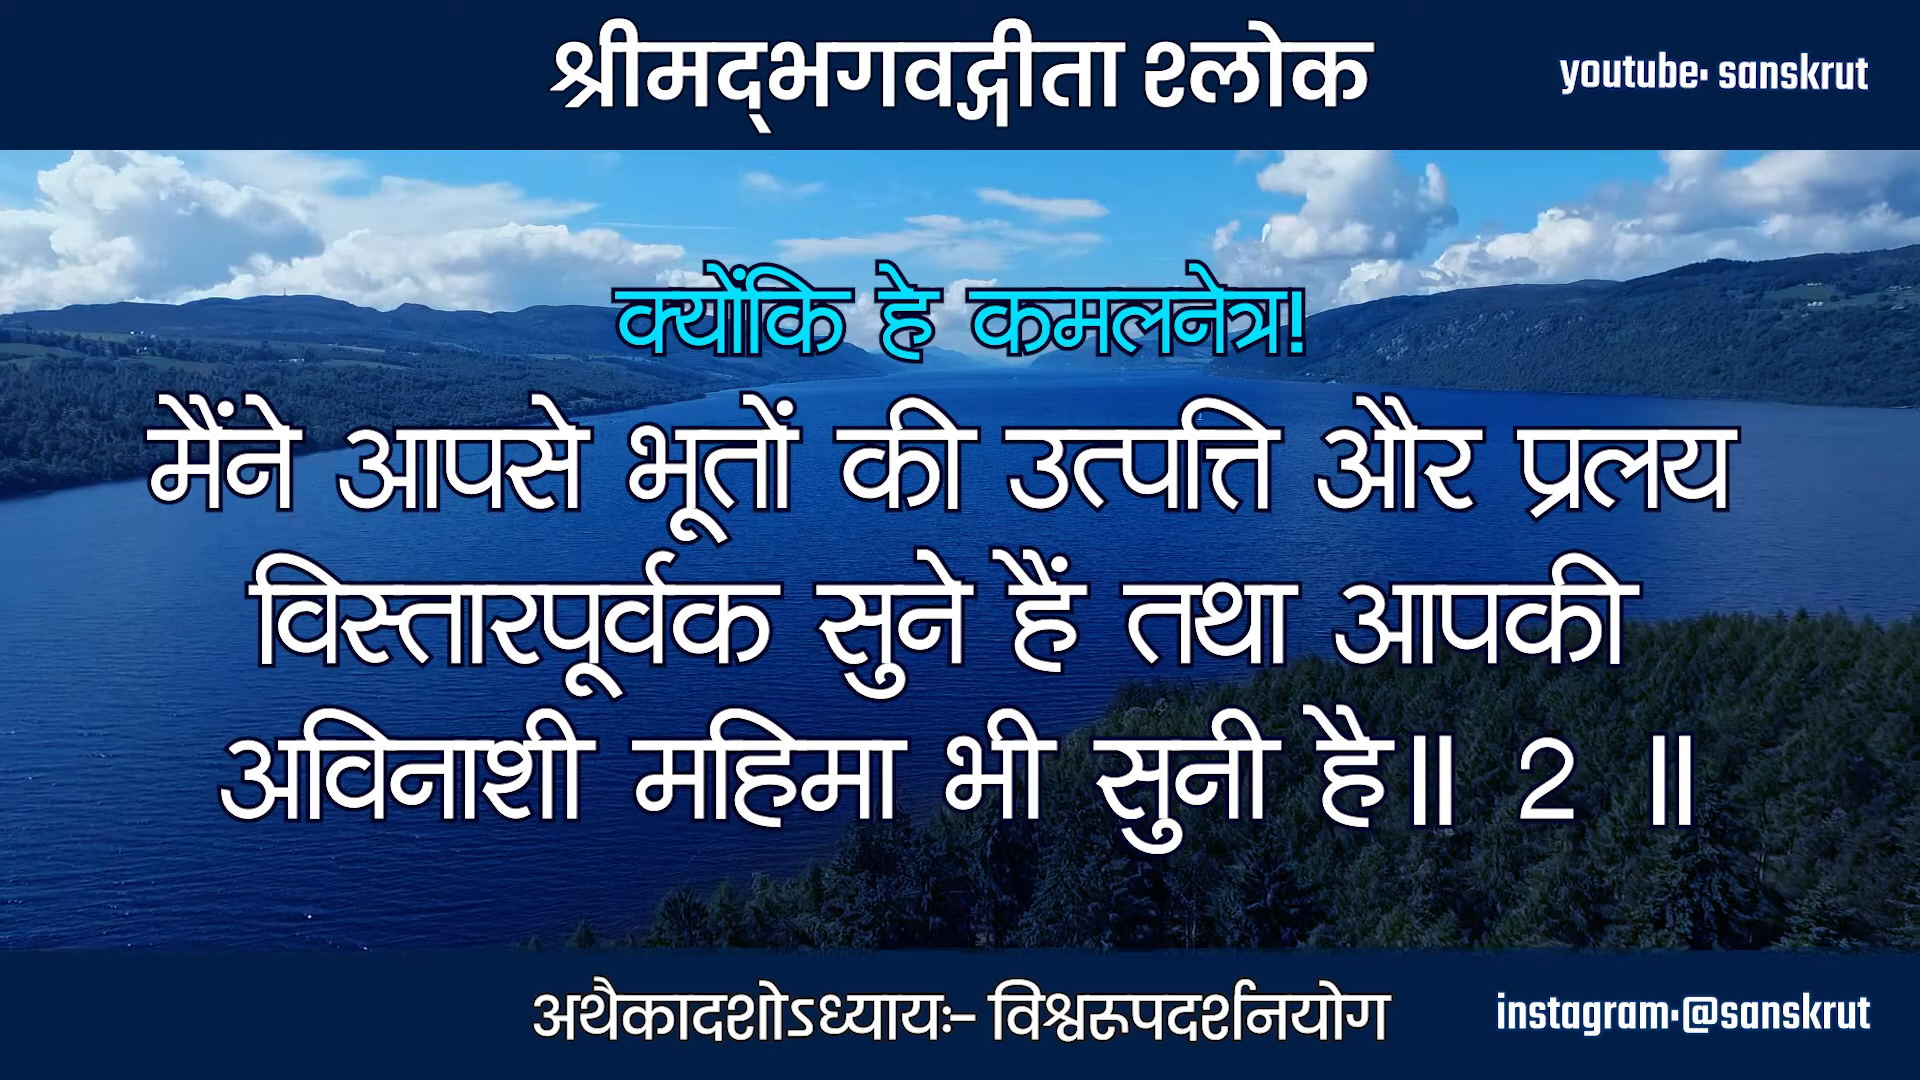 श्रीमद्‌भगवद्गीता श्लोक
youtube: sanskrut
क्योंकि हे कमलनेत्र!
मैंने आपसे भूतों की उत्पत्ति और प्रलय
विस्तारपूर्वक सुने हैं तथा आपकी
अविनाशी महिमा भी सुनी है॥ 2 ॥
अथैकादशोऽध्यायः- विश्वरूपदर्शनयोग
instagram:@sanskrut